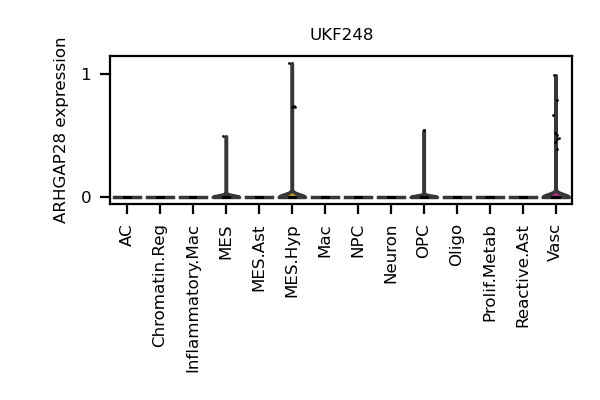 UKF248
ARHGAP28 expression
1
0
AC
Chromatin.Reg
Inflammatory.Mac
MES
MES.Ast
MES.Hyp
Mac
NPC
Neuron
OPC
Oligo
Prolif.Metab
Reactive.Ast
Vasc